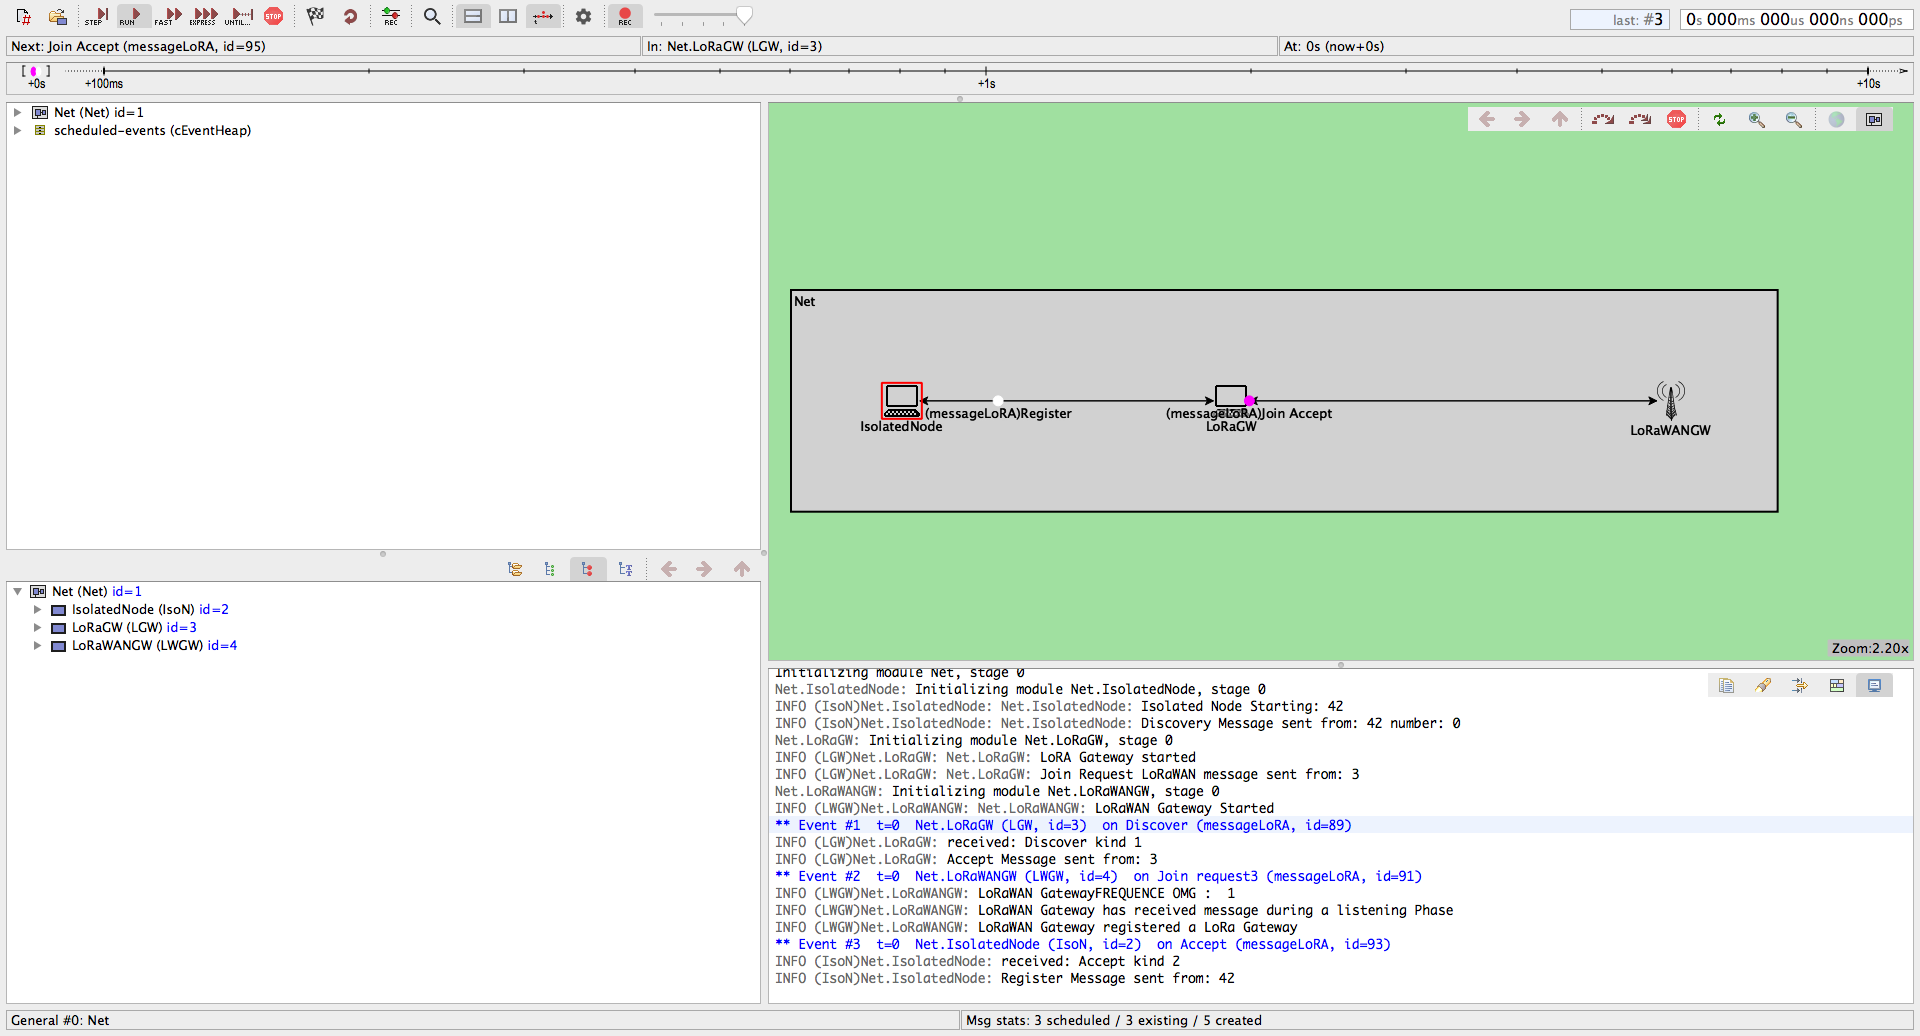 STEP RUN FAST EXPRESS UNTIL... STOP REC REC last: #3 0s 000ms 000us 000ns 000ps
Next: Join Accept (messageLoRA, id=95) In: Net.LoRaGW (LGW, id=3) At: 0s (now+0s)
[ ]
+0s +100ms +1s +10s
Net (Net) id=1
scheduled-events (cEventHeap)
Net (Net) id=1
IsolatedNode (IsoN) id=2
LoRaGW (LGW) id=3
LoRaWANGW (LWGW) id=4
STOP
Net
(messageLoRA)Register (messageLoRA)Join Accept
IsolatedNode LoRaGW LoRaWANGW
Zoom:2.20x
Initializing module Net, stage 0
Net.IsolatedNode: Initializing module Net.IsolatedNode, stage 0
INFO (IsoN)Net.IsolatedNode: Net.IsolatedNode: Isolated Node Starting: 42
INFO (IsoN)Net.IsolatedNode: Net.IsolatedNode: Discovery Message sent from: 42 number: 0
Net.LoRaGW: Initializing module Net.LoRaGW, stage 0
INFO (LGW)Net.LoRaGW: Net.LoRaGW: LoRA Gateway started
INFO (LGW)Net.LoRaGW: Net.LoRaGW: Join Request LoRaWAN message sent from: 3
Net.LoRaWANGW: Initializing module Net.LoRaWANGW, stage 0
INFO (LWGW)Net.LoRaWANGW: Net.LoRaWANGW: LoRaWAN Gateway Started
** Event #1 t=0 Net.LoRaGW (LGW, id=3) on Discover (messageLoRA, id=89)
INFO (LGW)Net.LoRaGW: received: Discover kind 1
INFO (LGW)Net.LoRaGW: Accept Message sent from: 3
** Event #2 t=0 Net.LoRaWANGW (LWGW, id=4) on Join request3 (messageLoRA, id=91)
INFO (LWGW)Net.LoRaWANGW: LoRaWAN GatewayFREQUENCE OMG : 1
INFO (LWGW)Net.LoRaWANGW: LoRaWAN Gateway has received message during a listening Phase
INFO (LWGW)Net.LoRaWANGW: LoRaWAN Gateway registered a LoRa Gateway
** Event #3 t=0 Net.IsolatedNode (IsoN, id=2) on Accept (messageLoRA, id=93)
INFO (IsoN)Net.IsolatedNode: received: Accept kind 2
INFO (IsoN)Net.IsolatedNode: Register Message sent from: 42
General #0: Net Msg stats: 3 scheduled / 3 existing / 5 created